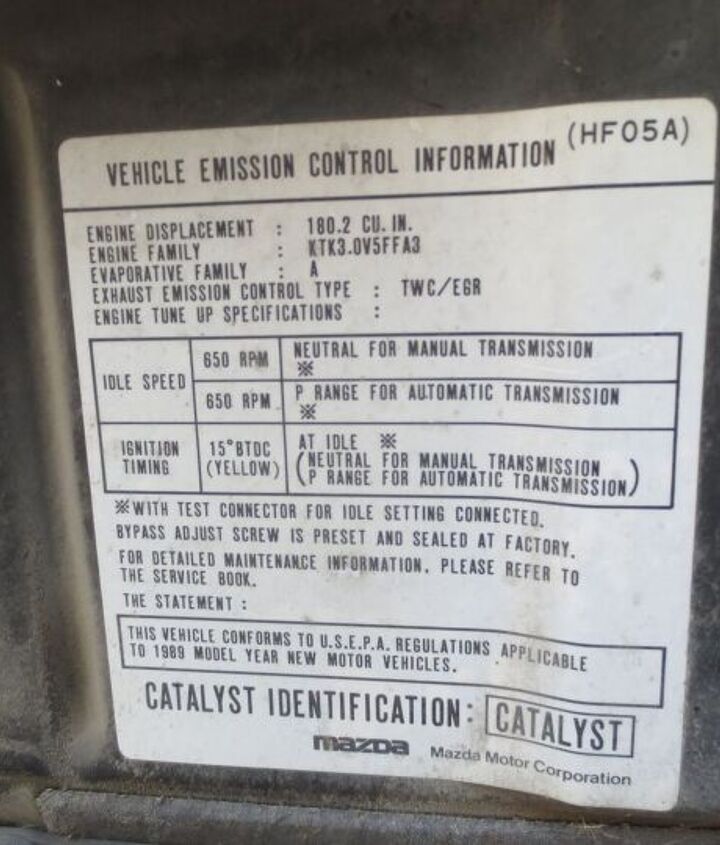 VEHICLE EMISSION CONTROL INFORMATION (HF05A)
ENGINE DISPLACEMENT : 180.2 CU. IN.
ENGINE FAMILY : KTK3.0V5FFA3
EVAPORATIVE FAMILY : A
EXHAUST EMISSION CONTROL TYPE : TWC/EGR
ENGINE TUNE UP SPECIFICATIONS :
IDLE SPEED
650 RPM
NEUTRAL FOR MANUAL TRANSMISSION
※
650 RPM
P RANGE FOR AUTOMATIC TRANSMISSION
※
IGNITION
TIMING
15°BTDC
(YELLOW)
AT IDLE ※
(NEUTRAL FOR MANUAL TRANSMISSION
P RANGE FOR AUTOMATIC TRANSMISSION)
※WITH TEST CONNECTOR FOR IDLE SETTING CONNECTED.
BYPASS ADJUST SCREW IS PRESET AND SEALED AT FACTORY.
FOR DETAILED MAINTENANCE INFORMATION. PLEASE REFER TO
THE SERVICE BOOK.
THE STATEMENT :
THIS VEHICLE CONFORMS TO U.S.E.P.A. REGULATIONS APPLICABLE
TO 1989 MODEL YEAR NEW MOTOR VEHICLES.
CATALYST IDENTIFICATION: CATALYST
mazda Mazda Motor Corporation